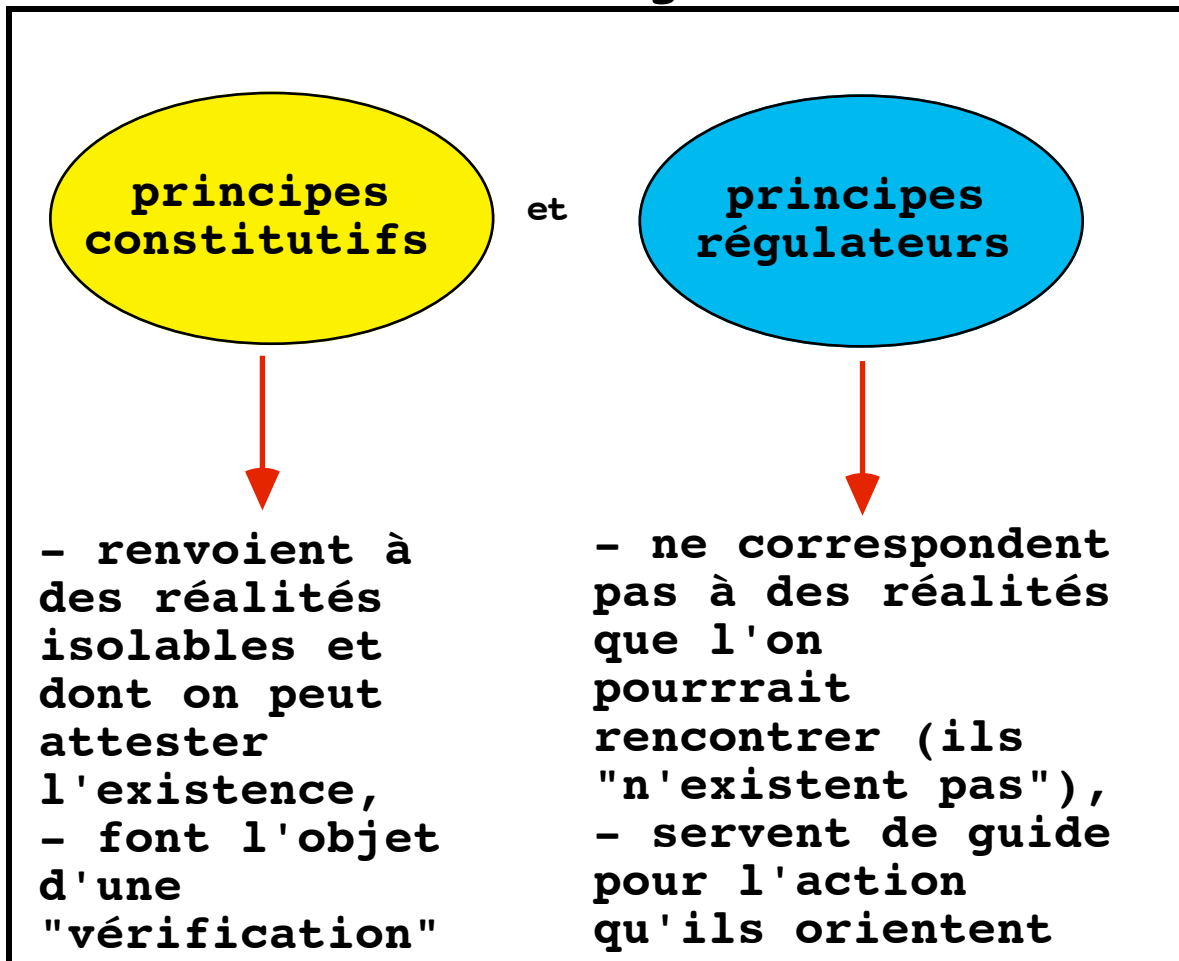 principes
constitutifs
et
principes
régulateurs
– renvoient à
des réalités
isolables et
dont on peut
attester
l'existence,
– font l'objet
d'une
"vérification"
– ne correspondent
pas à des réalités
que l'on
pourrrait
rencontrer (ils
"n'existent pas"),
– servent de guide
pour l'action
qu'ils orientent